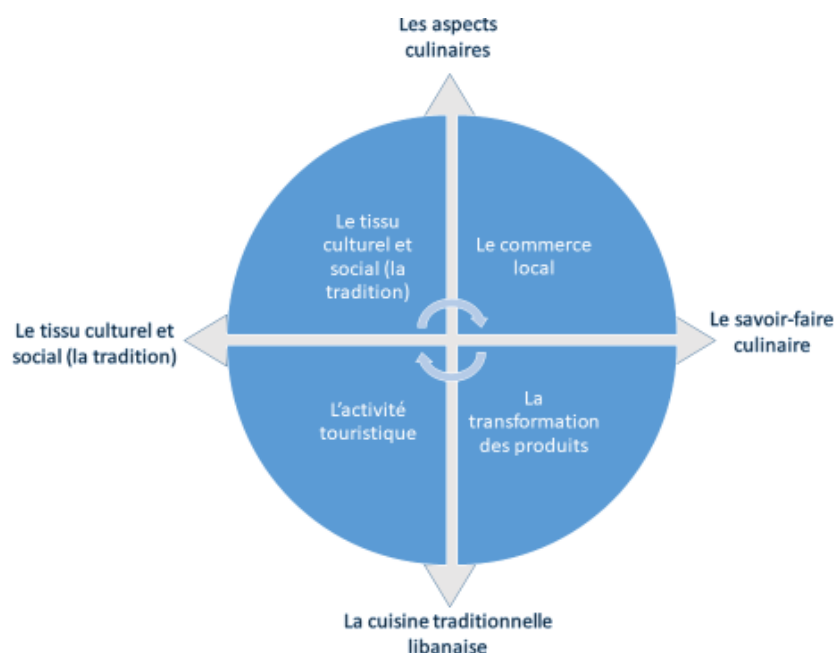 Les aspects
culinaires
Le tissu
culturel et
social (la
tradition)
Le commerce
local
Le tissu culturel et
social (la tradition)
Le savoir-faire
culinaire
L'activité
touristique
La
transformation
des produits
La cuisine traditionnelle
libanaise